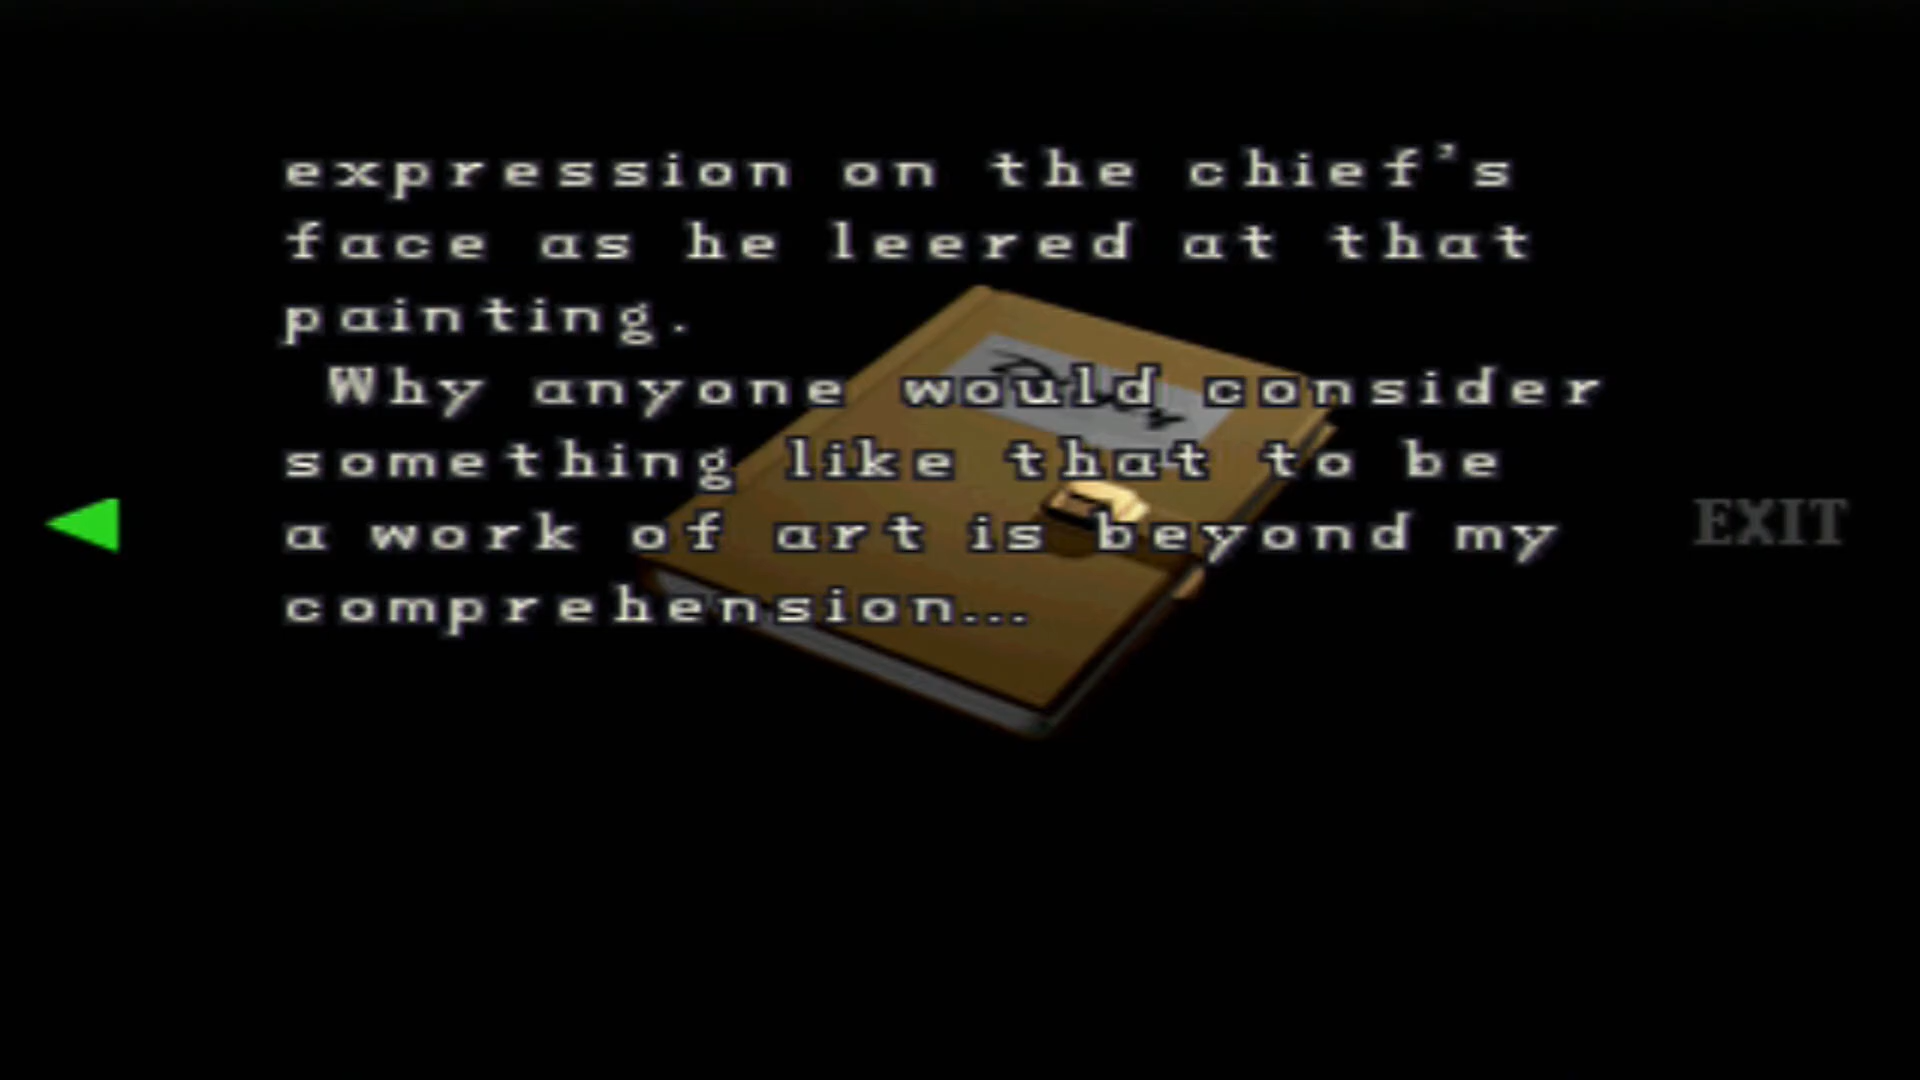 expression on the chief's
face as he leered at that
painting.
Why anyone would consider
something like that to be
a work of art is beyond my
comprehension...
EXIT